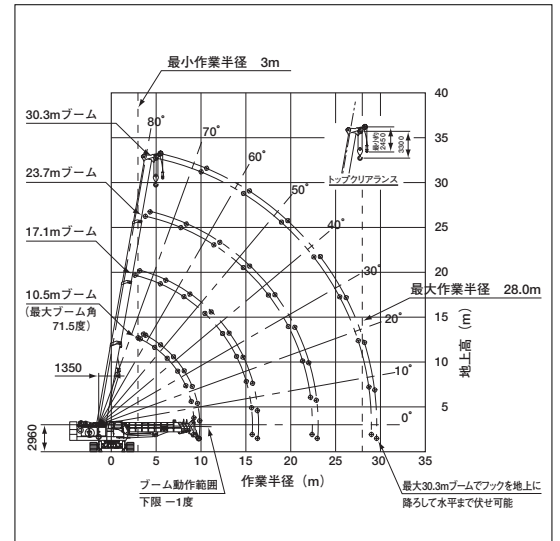 最小作業半径 3m
30.3mブーム
23.7mブーム
17.1mブーム
10.5mブーム
(最大ブーム角
71.5度)
1350
2960
80°
70°
60°
50°
40°
30°
20°
10°
0°
最小約
2450
3300
トップクリアランス
最大作業半径 28.0m
40
35
30
25
20
15
10
5
地上高 (m)
0
5
10
15
20
25
30
35
作業半径 (m)
ブーム動作範囲
下限 −1度
最大30.3mブームでフックを地上に
降ろして水平まで伏せ可能